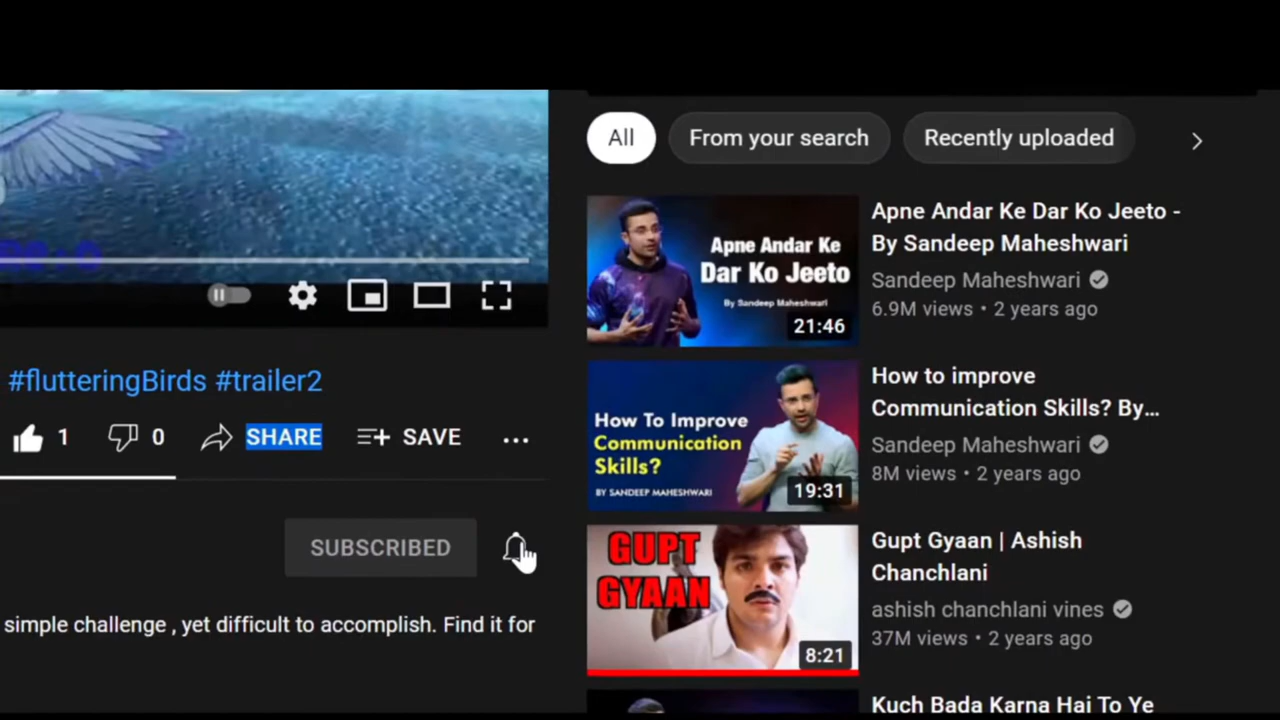 #flutteringBirds #trailer2
1
0
SHARE
SAVE
SUBSCRIBED
simple challenge , yet difficult to accomplish. Find it for
All
From your search
Recently uploaded
Apne Andar Ke
Dar Ko Jeeto
By Sandeep Maheshwari
21:46
Apne Andar Ke Dar Ko Jeeto -
By Sandeep Maheshwari
Sandeep Maheshwari
6.9M views • 2 years ago
How To Improve
Communication
Skills?
BY SANDEEP MAHESHWARI
19:31
How to improve
Communication Skills? By...
Sandeep Maheshwari
8M views • 2 years ago
GUPT
GYAAN
8:21
Gupt Gyaan | Ashish
Chanchlani
ashish chanchlani vines
37M views • 2 years ago
Kuch Bada Karna Hai To Ye